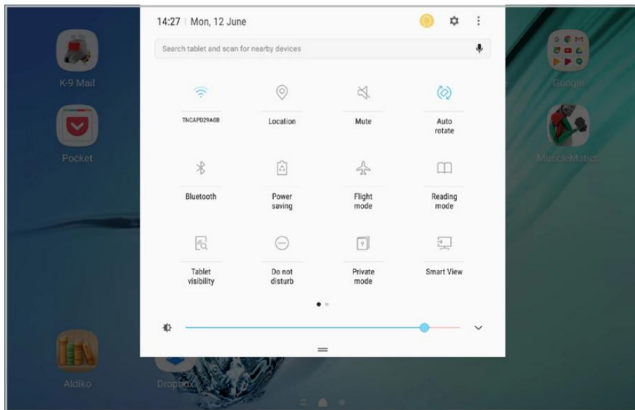 14:27 | Mon, 12 June
Search tablet and scan for nearby devices
K-9 Mail
Google
TNCAPD29A0B
Location
Mute
Auto
rotate
Pocket
MuscleMatics
Bluetooth
Power
saving
Flight
mode
Reading
mode
Tablet
visibility
Do not
disturb
Private
mode
Smart View
Aldiko
Dropbox